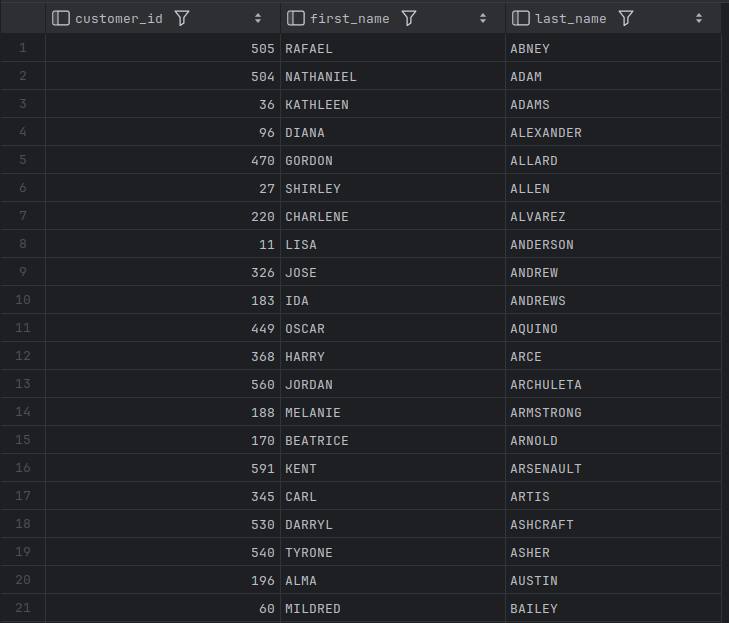 customer_id first_name last_name
1 505 RAFAEL ABNEY
2 504 NATHANIEL ADAM
3 36 KATHLEEN ADAMS
4 96 DIANA ALEXANDER
5 470 GORDON ALLARD
6 27 SHIRLEY ALLEN
7 220 CHARLENE ALVAREZ
8 11 LISA ANDERSON
9 326 JOSE ANDREW
10 183 IDA ANDREWS
11 449 OSCAR AQUINO
12 368 HARRY ARCE
13 560 JORDAN ARCHULETA
14 188 MELANIE ARMSTRONG
15 170 BEATRICE ARNOLD
16 591 KENT ARSENAULT
17 345 CARL ARTIS
18 530 DARRYL ASHCRAFT
19 540 TYRONE ASHER
20 196 ALMA AUSTIN
21 60 MILDRED BAILEY